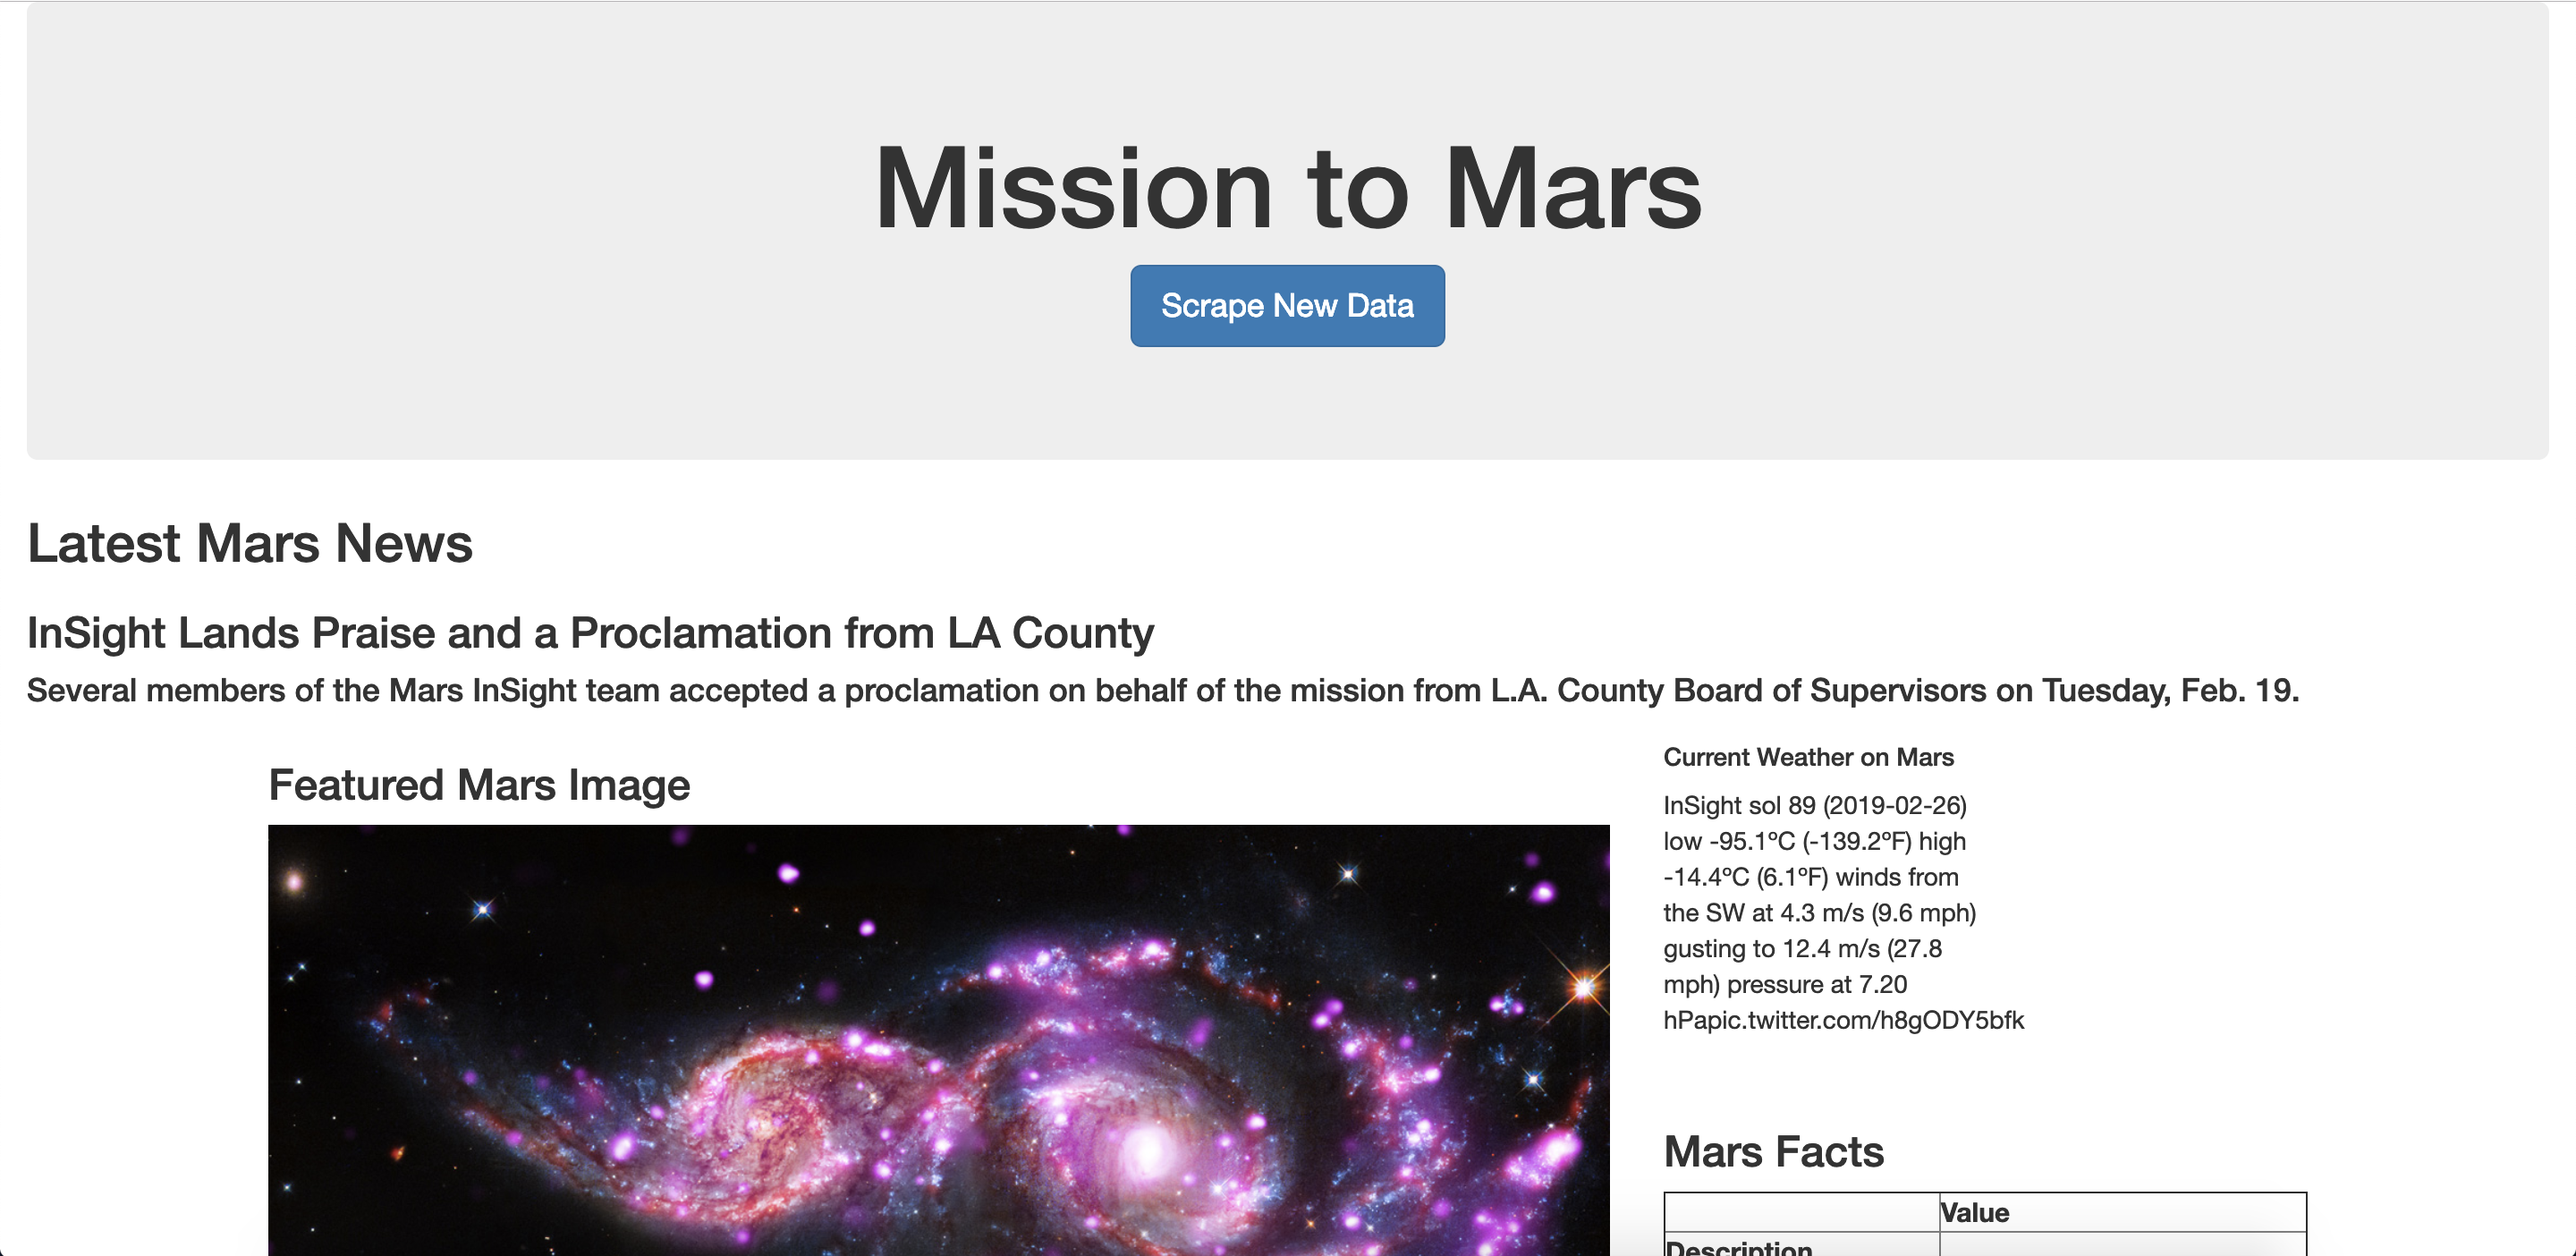 Mission to Mars
Scrape New Data
Latest Mars News
InSight Lands Praise and a Proclamation from LA County
Several members of the Mars InSight team accepted a proclamation on behalf of the mission from L.A. County Board of Supervisors on Tuesday, Feb. 19.
Featured Mars Image
Current Weather on Mars
InSight sol 89 (2019-02-26)
low -95.1ºC (-139.2ºF) high
-14.4ºC (6.1ºF) winds from
the SW at 4.3 m/s (9.6 mph)
gusting to 12.4 m/s (27.8
mph) pressure at 7.20
hPapic.twitter.com/h8gODY5bfk
Mars Facts
Value
Description